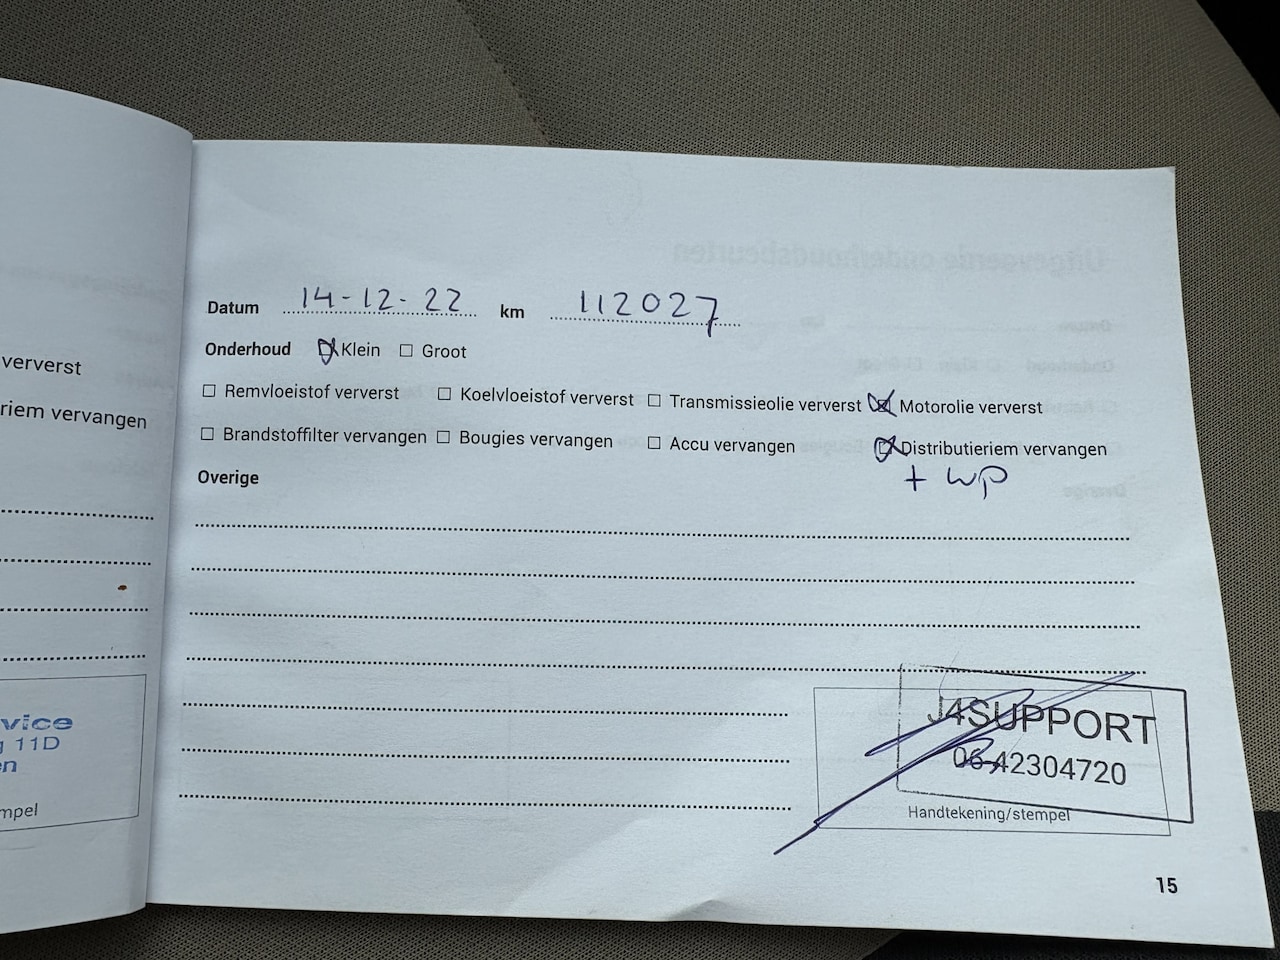 ververst
riem vervangen
vice
g 11D
en
mpel
Datum 14-12-22 km 112027
Onderhoud Klein Groot
Remvloeistof ververst Koelvloeistof ververst Transmissieolie ververst Motorolie ververst
Brandstoffilter vervangen Bougies vervangen Accu vervangen Distributieriem vervangen
+ wp
Overige
J4SUPPORT
06-42304720
Handtekening/stempel
15